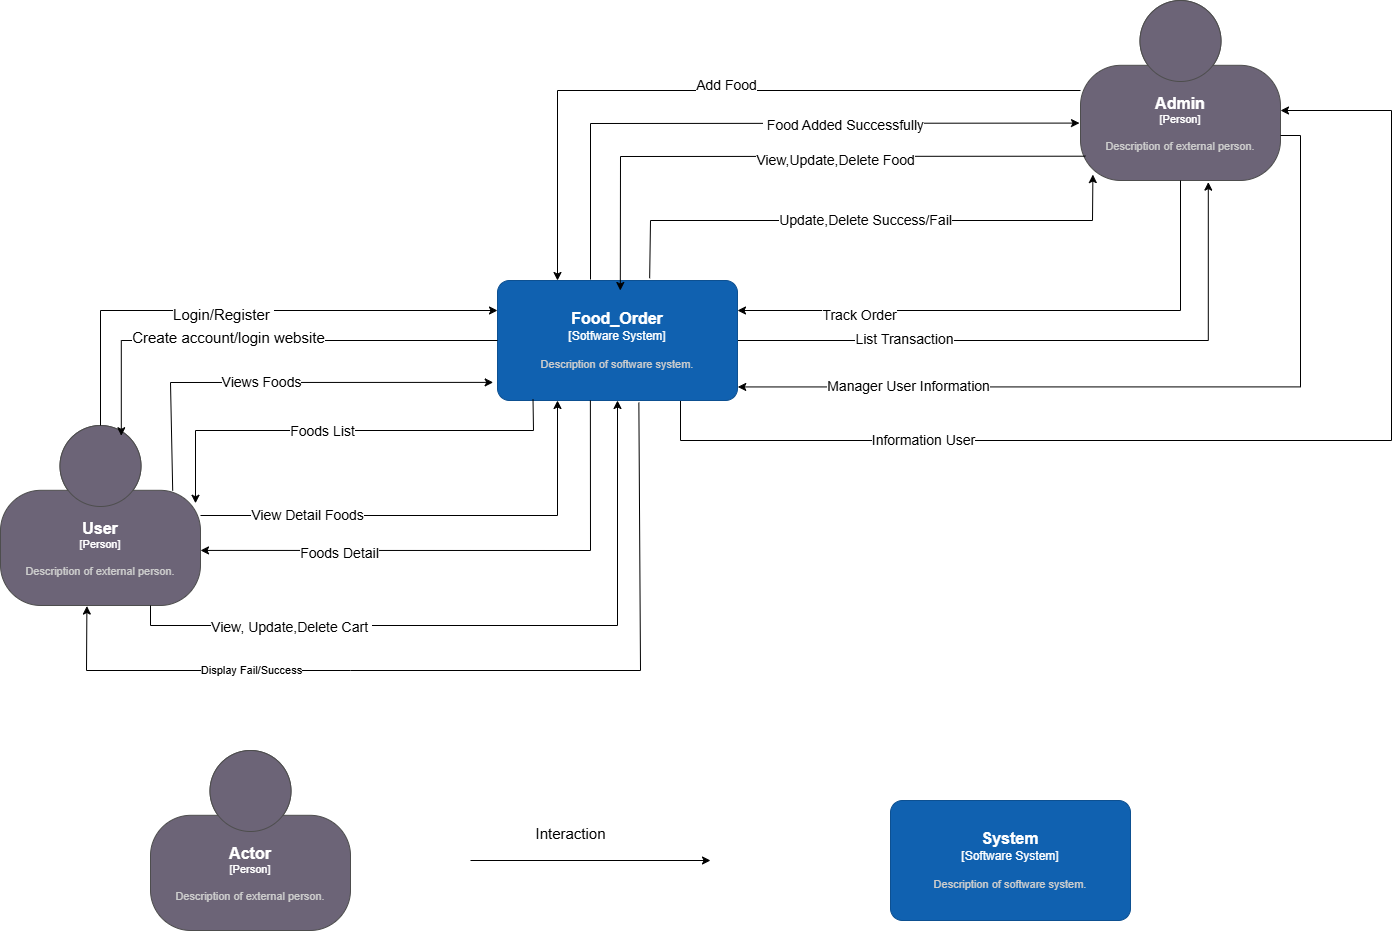 Admin
[Person]
Description of external person.
Add Food
Food Added Successfully
View,Update,Delete Food
Update,Delete Success/Fail
Food_Order
[Sotfware System]
Description of software system.
Login/Register
Create account/login website
Track Order
List Transaction
Views Foods
Manager User Information
Foods List
Information User
View Detail Foods
User
[Person]
Description of external person.
Foods Detail
View, Update,Delete Cart
Display Fail/Success
Actor
[Person]
Description of external person.
Interaction
System
[Software System]
Description of software system.